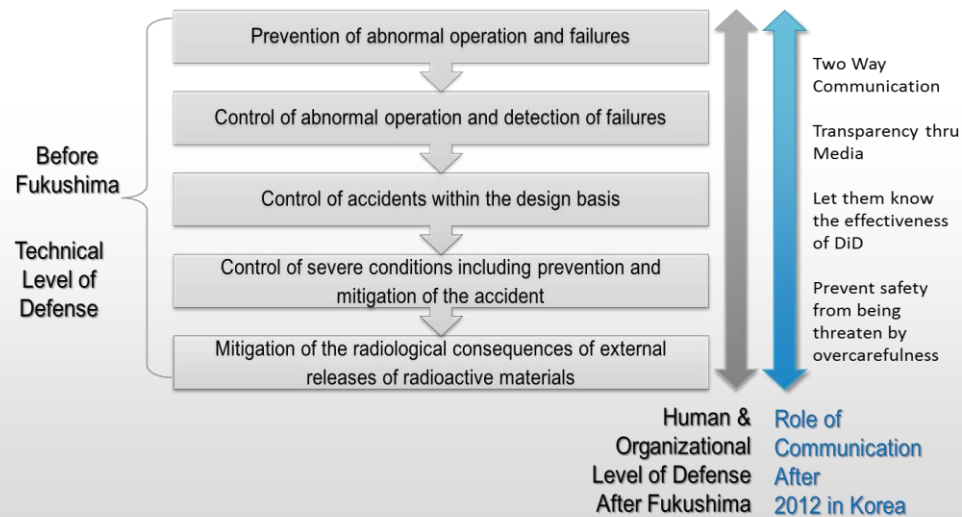 Before
Fukushima
Technical
Level of
Defense
Prevention of abnormal operation and failures
Control of abnormal operation and detection of failures
Control of accidents within the design basis
Control of severe conditions including prevention and
mitigation of the accident
Mitigation of the radiological consequences of external
releases of radioactive materials
Two Way
Communication
Transparency thru
Media
Let them know
the effectiveness
of DiD
Prevent safety
from being
threaten by
overcarefulness
Human &
Organizational
Level of Defense
After Fukushima
Role of
Communication
After
2012 in Korea